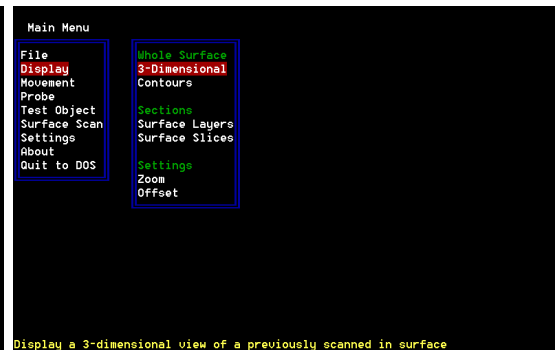 Main Menu
File
Display
Movement
Probe
Test Object
Surface Scan
Settings
About
Quit to DOS
Whole Surface
3-Dimensional
Contours
Sections
Surface Layers
Surface Slices
Settings
Zoom
Offset
Display a 3-dimensional view of a previously scanned in surface